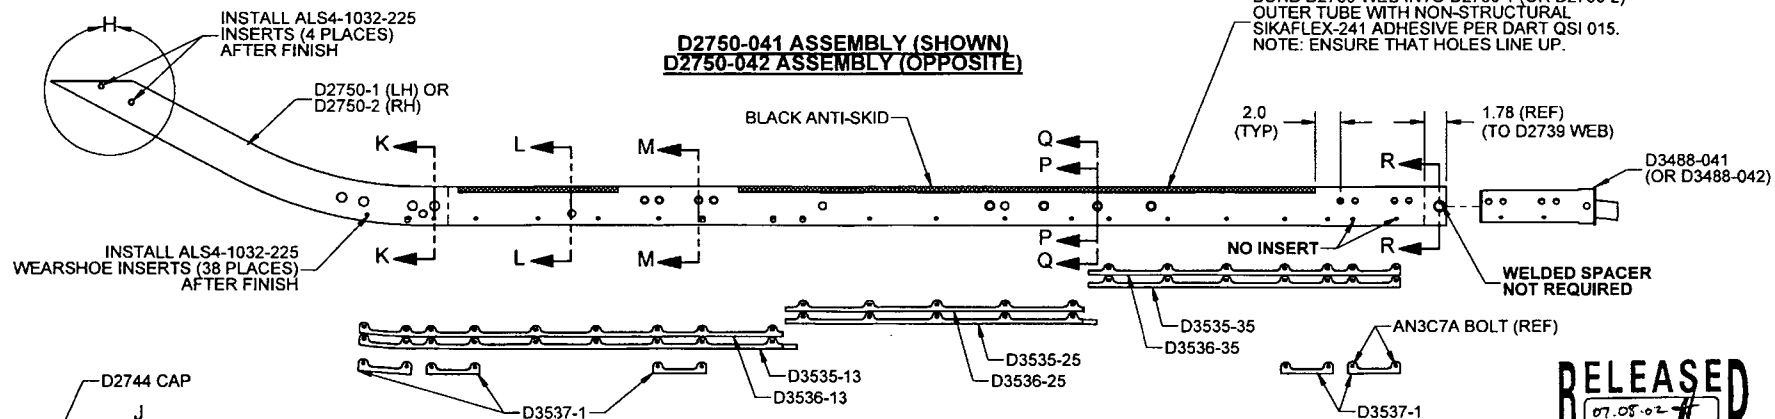 OUTER TUBE WITH NON-STRUCTURAL
SIKAFLEX-241 ADHESIVE PER DART QSI 015.
NOTE: ENSURE THAT HOLES LINE UP.
INSTALL ALS4-1032-225
INSERTS (4 PLACES)
AFTER FINISH
H
D2750-041 ASSEMBLY (SHOWN)
D2750-042 ASSEMBLY (OPPOSITE)
D2750-1 (LH) OR
D2750-2 (RH)
BLACK ANTI-SKID
2.0
(TYP)
1.78 (REF)
(TO D2739 WEB)
K
L
M
Q
P
R
D3488-041
(OR D3488-042)
INSTALL ALS4-1032-225
WEARSHOE INSERTS (38 PLACES)
AFTER FINISH
K
L
M
P
Q
NO INSERT
R
WELDED SPACER
NOT REQUIRED
D3535-35
D3536-35
AN3C7A BOLT (REF)
D3535-25
D3536-25
D3535-13
D3536-13
D3537-1
D3537-1
D2744 CAP
J
RELEASED
07.05.02